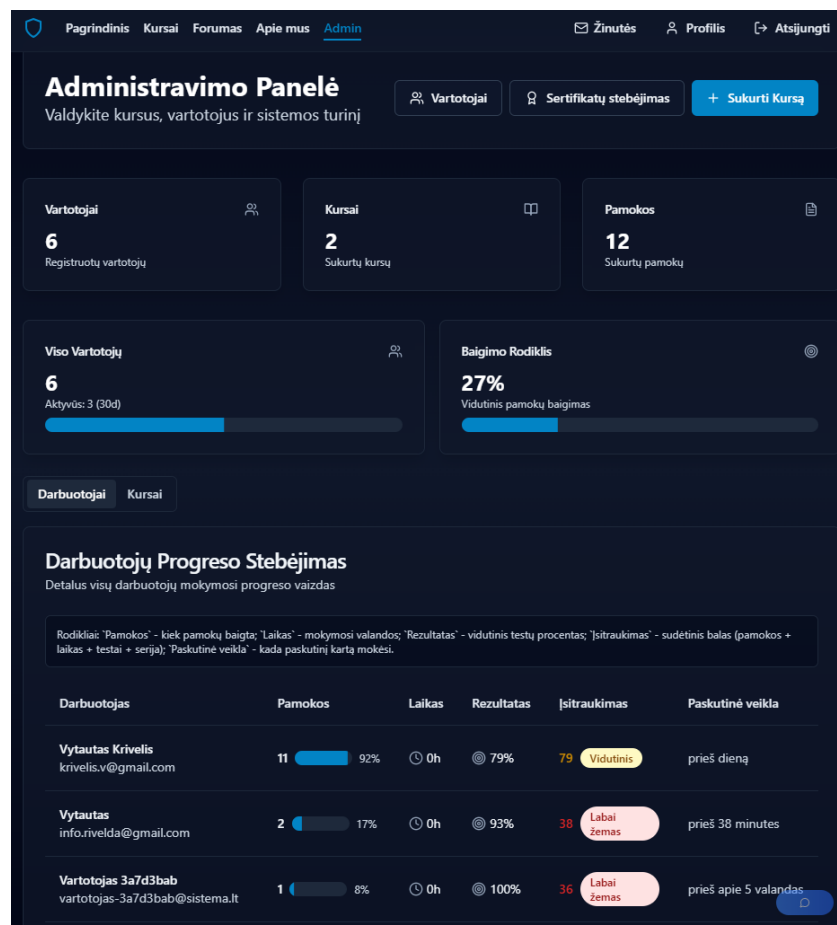 Pagrindinis Kursai Forumas Apie mus Admin Žinutės Profilis Atsijungti
Administravimo Panelė
Valdykite kursus, vartotojus ir sistemos turinį
Vartotojai Sertifikatų stebėjimas + Sukurti Kursą
Vartotojai
6
Registruotų vartotojų
Kursai
2
Sukurtų kursų
Pamokos
12
Sukurtų pamokų
Viso Vartotojų
6
Aktyvūs: 3 (30d)
Baigimo Rodiklis
27%
Vidutinis pamokų baigimas
Darbuotojai Kursai
Darbuotojų Progreso Stebėjimas
Detalus visų darbuotojų mokymosi progreso vaizdas
Rodikliai: `Pamokos` - kiek pamokų baigta; `Laikas` - mokymosi valandos; `Rezultatas` - vidutinis testų procentas; `Įsitraukimas` - sudėtinis balas (pamokos +
laikas + testai + serija); `Paskutinė veikla` - kada paskutinį kartą mokėsi.
Darbuotojas Pamokos Laikas Rezultatas Įsitraukimas Paskutinė veikla
Vytautas Krivelis
krivelis.v@gmail.com
11 92% 0h 79% 79 Vidutinis prieš dieną
Vytautas
info.rivelda@gmail.com
2 17% 0h 93% 38 Labai
žemas
prieš 38 minutes
Vartotojas 3a7d3bab
vartotojas-3a7d3bab@sistema.lt
1 8% 0h 100% 36 Labai
žemas
prieš apie 5 valandas